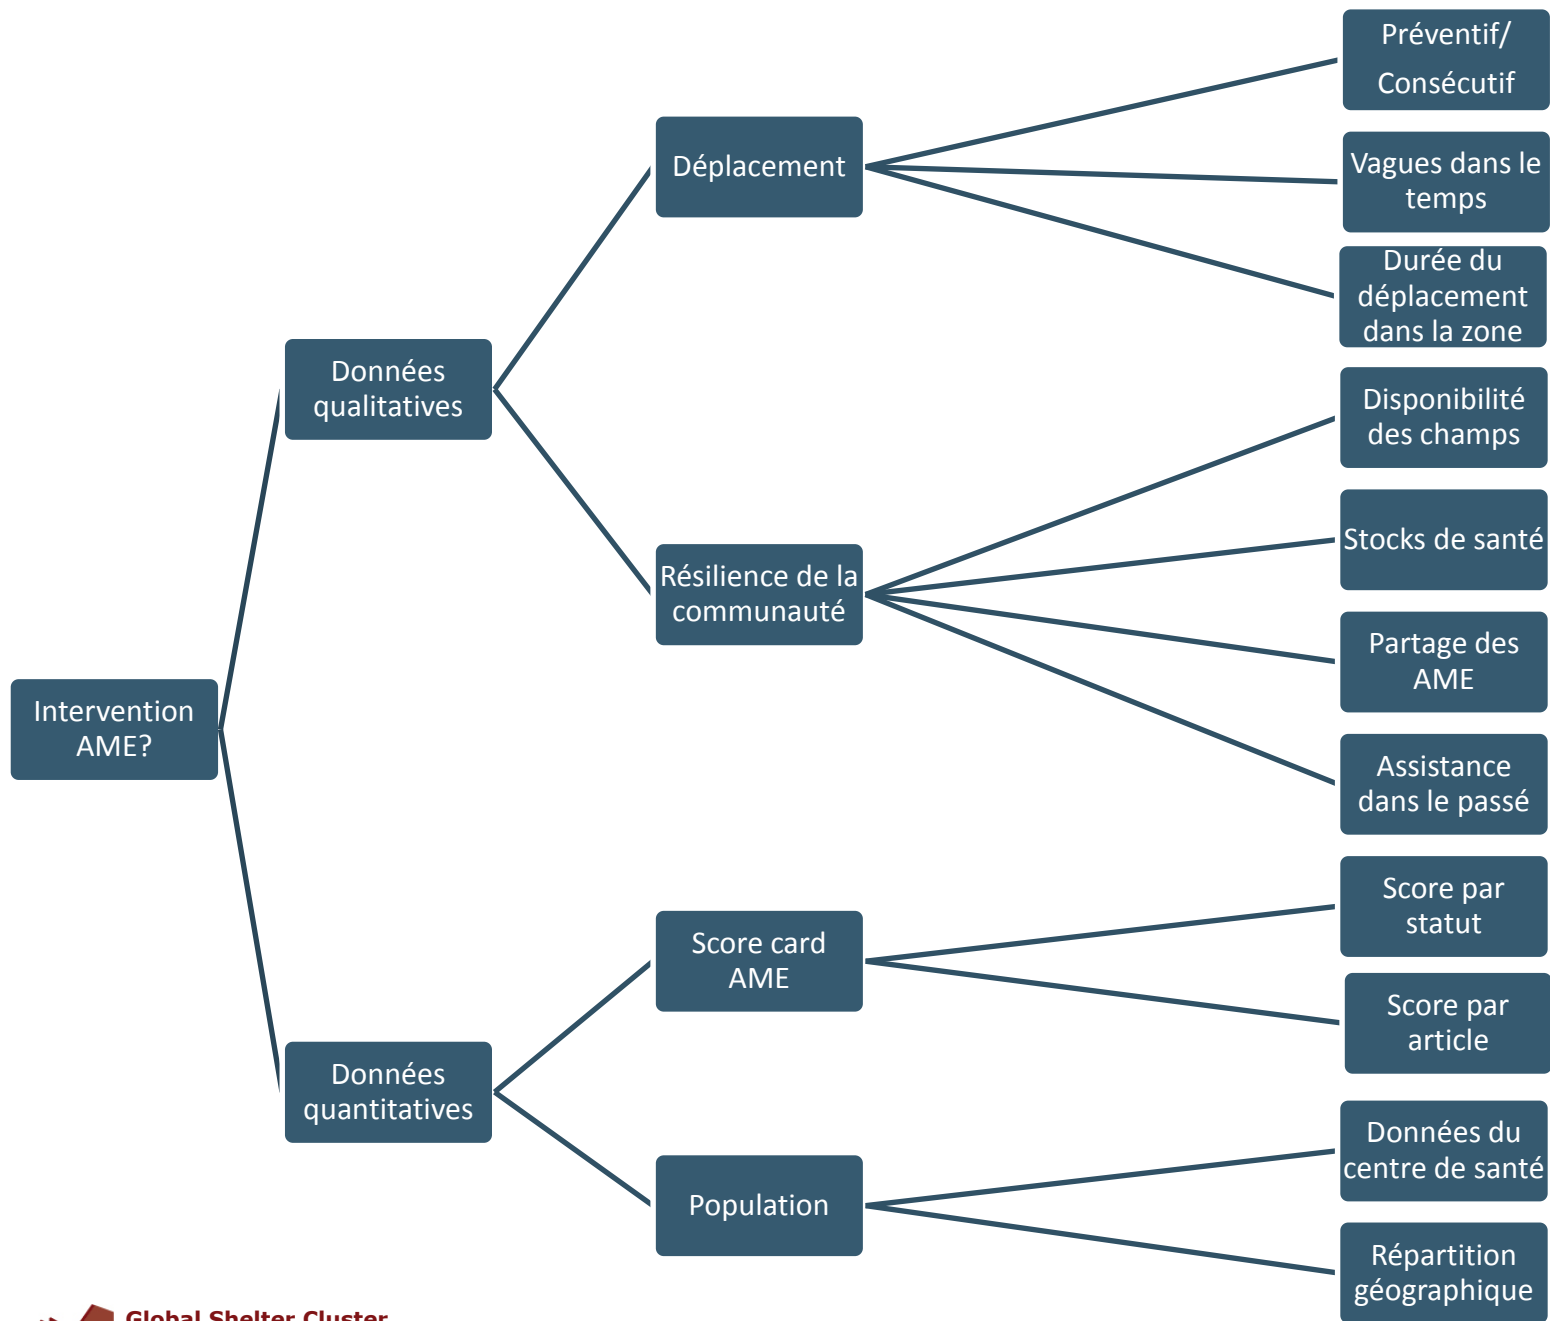 Préventif/
Consécutif
Déplacement
Vagues dans le
temps
Durée du
déplacement
dans la zone
Données
qualitatives
Disponibilité
des champs
Résilience de la
communauté
Stocks de santé
Partage des
AME
Assistance
dans le passé
Intervention
AME?
Score card
AME
Score par
statut
Score par
article
Données
quantitatives
Population
Données du
centre de santé
Répartition
géographique
Global Shelter Cluster